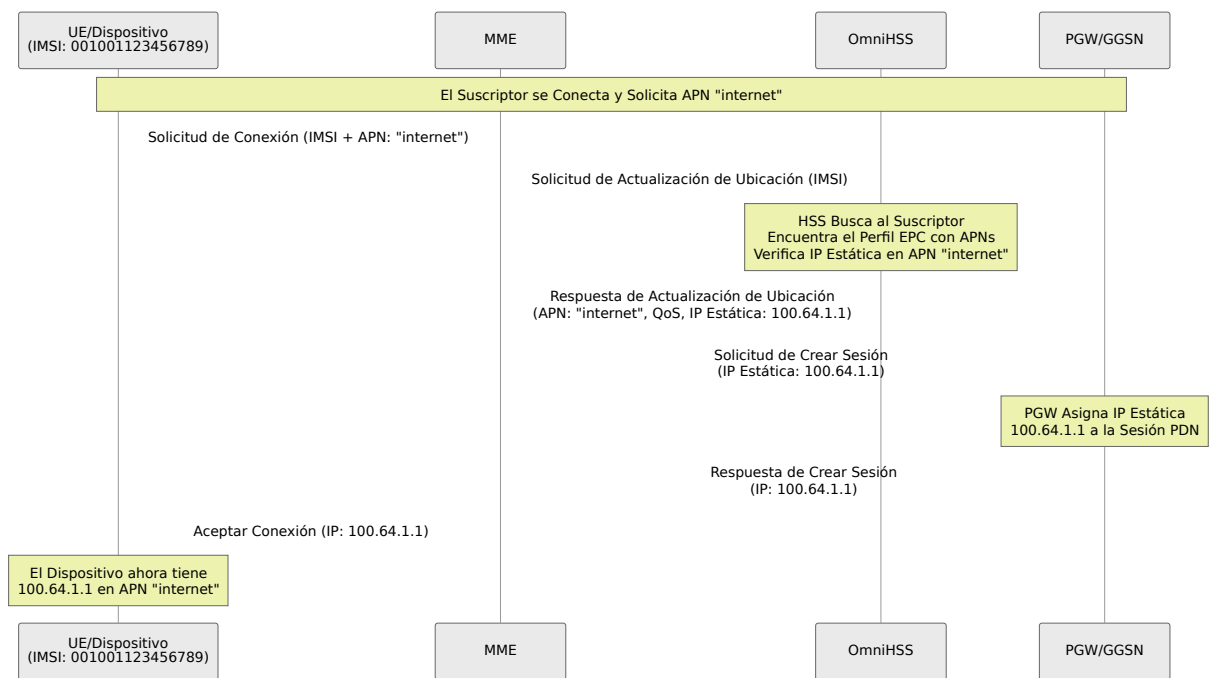 UE/Dispositivo
(IMSI: 001001123456789)
MME
OmniHSS
PGW/GGSN
El Suscriptor se Conecta y Solicita APN "internet"
Solicitud de Conexión (IMSI + APN: "internet")
Solicitud de Actualización de Ubicación (IMSI)
HSS Busca al Suscriptor
Encuentra el Perfil EPC con APNs
Verifica IP Estática en APN "internet"
Respuesta de Actualización de Ubicación
(APN: "internet", QoS, IP Estática: 100.64.1.1)
Solicitud de Crear Sesión
(IP Estática: 100.64.1.1)
PGW Asigna IP Estática
100.64.1.1 a la Sesión PDN
Respuesta de Crear Sesión
(IP: 100.64.1.1)
Aceptar Conexión (IP: 100.64.1.1)
El Dispositivo ahora tiene
100.64.1.1 en APN "internet"
UE/Dispositivo
(IMSI: 001001123456789)
MME
OmniHSS
PGW/GGSN